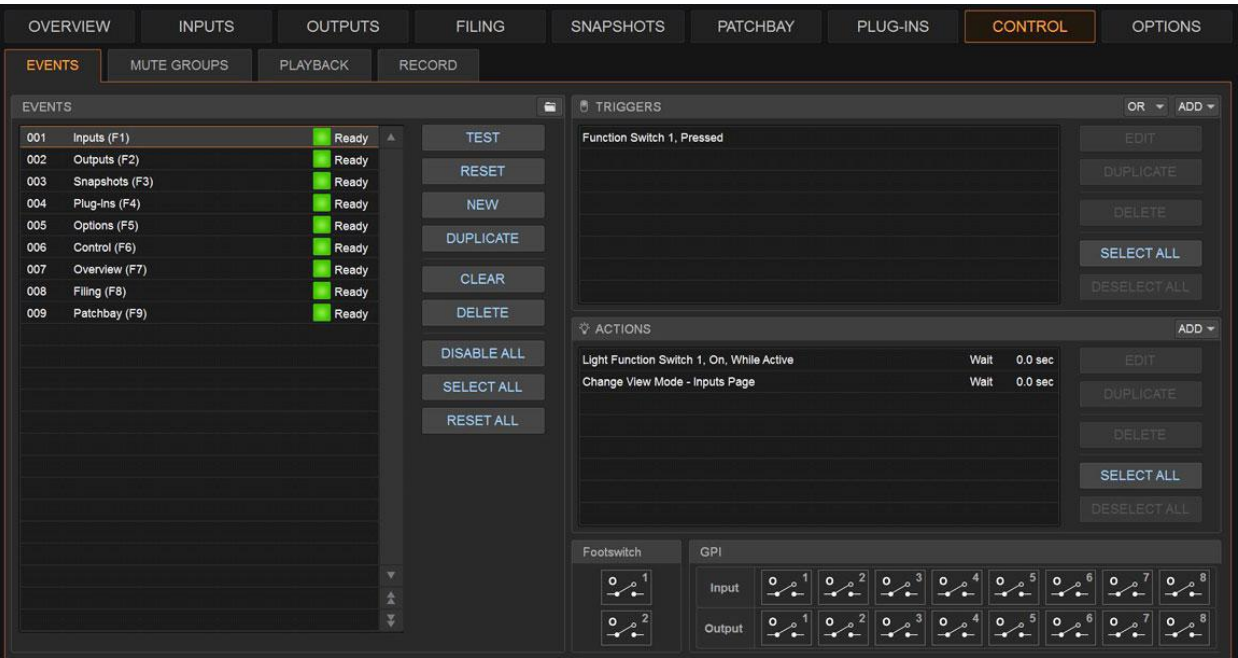 OVERVIEW INPUTS OUTPUTS FILING SNAPSHOTS PATCHBAY PLUG-INS CONTROL OPTIONS
EVENTS MUTE GROUPS PLAYBACK RECORD
EVENTS
001 Inputs (F1) Ready
002 Outputs (F2) Ready
003 Snapshots (F3) Ready
004 Plug-Ins (F4) Ready
005 Options (F5) Ready
006 Control (F6) Ready
007 Overview (F7) Ready
008 Filing (F8) Ready
009 Patchbay (F9) Ready
TEST
RESET
NEW
DUPLICATE
CLEAR
DELETE
DISABLE ALL
SELECT ALL
RESET ALL
TRIGGERS OR ADD
Function Switch 1, Pressed
EDIT
DUPLICATE
DELETE
SELECT ALL
DESELECT ALL
ACTIONS ADD
Light Function Switch 1, On, While Active Wait 0.0 sec
Change View Mode - Inputs Page Wait 0.0 sec
EDIT
DUPLICATE
DELETE
SELECT ALL
DESELECT ALL
Footswitch
1
2
GPI
Input 1 2 3 4 5 6 7 8
Output 1 2 3 4 5 6 7 8